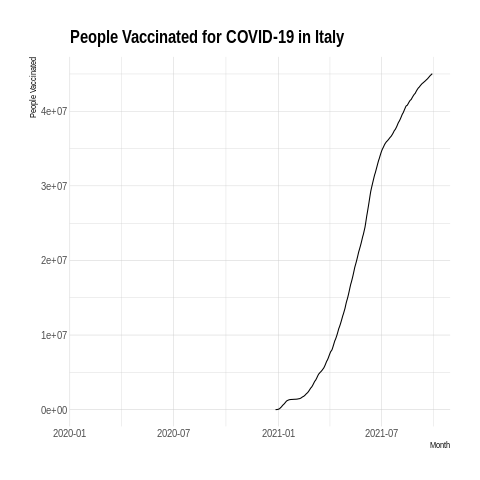 People Vaccinated for COVID-19 in Italy
People Vaccinated
4e+07
3e+07
2e+07
1e+07
0e+00
2020-01 2020-07 2021-01 2021-07
Month